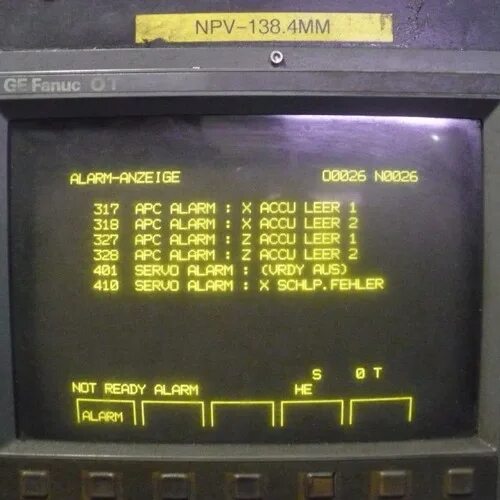 NPV-138.4MM
GE Fanuc 0T
ALARM-ANZEIGE O0026 N0026
317 APC ALARM : X ACCU LEER 1
318 APC ALARM : X ACCU LEER 2
327 APC ALARM : Z ACCU LEER 1
328 APC ALARM : Z ACCU LEER 2
401 SERVO ALARM : (VRDY AUS)
410 SERVO ALARM : X SCHLP.FEHLER
S 0 T
NOT READY ALARM HE
ALARM